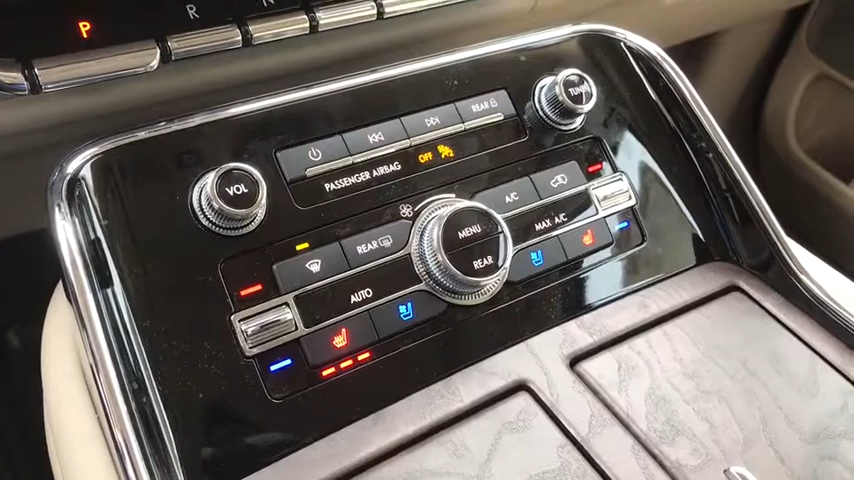 P
R
N
REAR
TUNE
VOL
PASSENGER AIRBAG OFF
A/C
MENU
REAR
MAX A/C
REAR
AUTO